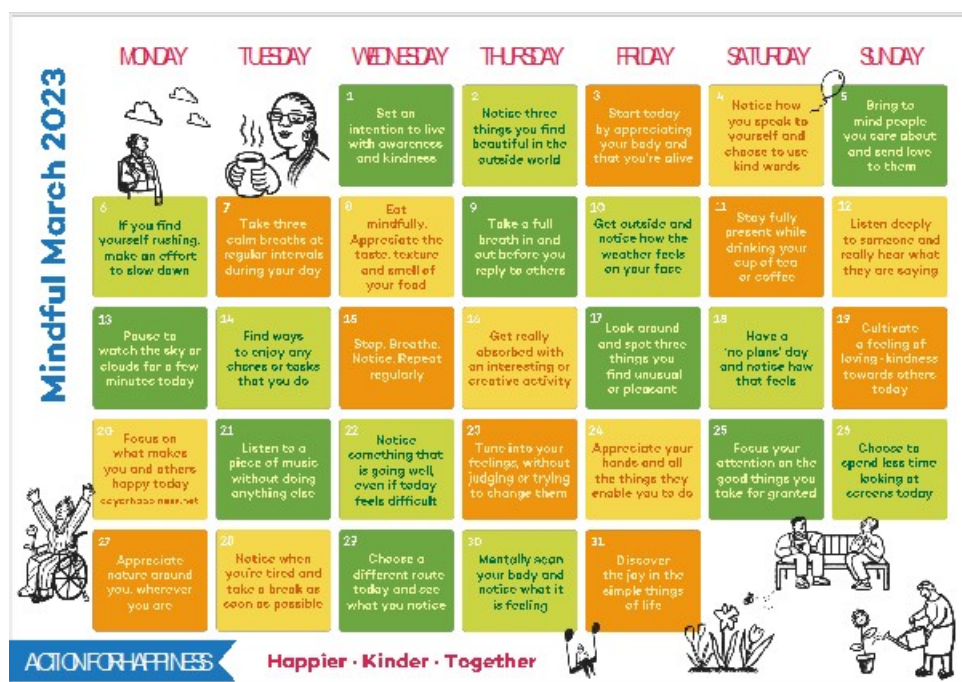 Mindful March 2023
MONDAY TUESDAY WEDNESDAY THURSDAY FRIDAY SATURDAY SUNDAY
1
Set an
intention to live
with awareness
and kindness
2
Notice three
things you find
beautiful in the
outside world
3
Start today
by appreciating
your body and
that you're alive
4
Notice how
you speak to
yourself and
choose to use
kind words
5
Bring to
mind people
you care about
and send love
to them
6
If you find
yourself rushing,
make an effort
to slow down
7
Take three
calm breaths at
regular intervals
during your day
8
Eat
mindfully.
Appreciate the
taste, texture
and smell of
your food
9
Take a full
breath in and
out before you
reply to others
10
Get outside and
notice how the
weather feels
on your face
11
Stay fully
present while
drinking your
cup of tea
or coffee
12
Listen deeply
to someone and
really hear what
they are saying
13
Pause to
watch the sky or
clouds for a few
minutes today
14
Find ways
to enjoy any
chores or tasks
that you do
15
Stop. Breathe.
Notice. Repeat
regularly
16
Get really
absorbed with
an interesting or
creative activity
17
Look around
and spot three
things you
find unusual
or pleasant
18
Have a
'no plans' day
and notice how
that feels
19
Cultivate
a feeling of
loving-kindness
towards others
today
20
Focus on
what makes
you and others
happy today
dayofhappiness.net
21
Listen to a
piece of music
without doing
anything else
22
Notice
something that
is going well,
even if today
feels difficult
23
Tune into your
feelings, without
judging or trying
to change them
24
Appreciate your
hands and all
the things they
enable you to do
25
Focus your
attention on the
good things you
take for granted
26
Choose to
spend less time
looking at
screens today
27
Appreciate
nature around
you, wherever
you are
28
Notice when
you're tired and
take a break as
soon as possible
29
Choose a
different route
today and see
what you notice
30
Mentally scan
your body and
notice what it
is feeling
31
Discover
the joy in the
simple things
of life
ACTION FOR HAPPINESS
Happier · Kinder · Together